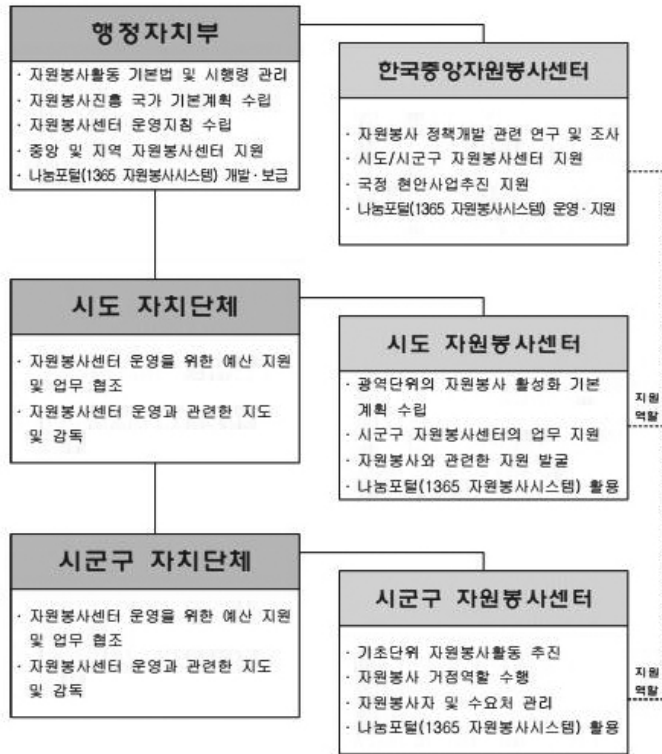 행정자치부
· 자원봉사활동 기본법 및 시행령 관리
· 자원봉사진흥 국가 기본계획 수립
· 자원봉사센터 운영지침 수립
· 중앙 및 지역 자원봉사센터 지원
· 나눔포털(1365 자원봉사시스템) 개발·보급
한국중앙자원봉사센터
· 자원봉사 정책개발 관련 연구 및 조사
· 시도/시군구 자원봉사센터 지원
· 국정 현안사업추진 지원
· 나눔포털(1365 자원봉사시스템) 운영·지원
시도 자치단체
· 자원봉사센터 운영을 위한 예산 지원
및 업무 협조
· 자원봉사센터 운영과 관련한 지도
및 감독
시도 자원봉사센터
· 광역단위의 자원봉사 활성화 기본
계획 수립
· 시군구 자원봉사센터의 업무 지원
· 자원봉사와 관련한 자원 발굴
· 나눔포털(1365 자원봉사시스템) 활용
지원
역할
시군구 자치단체
· 자원봉사센터 운영을 위한 예산 지원
및 업무 협조
· 자원봉사센터 운영과 관련한 지도
및 감독
시군구 자원봉사센터
· 기초단위 자원봉사활동 추진
· 자원봉사 거점역할 수행
· 자원봉사자 및 수요처 관리
· 나눔포털(1365 자원봉사시스템) 활용
지원
역할